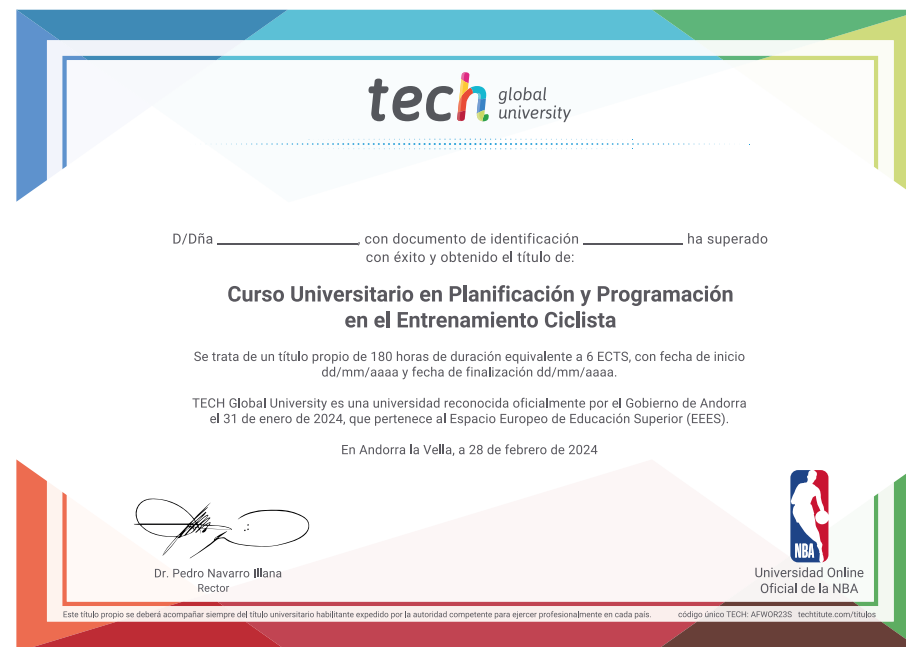 tech global university
D/Dña ____________________, con documento de identificación ______________ ha superado
con éxito y obtenido el título de:
Curso Universitario en Planificación y Programación
en el Entrenamiento Ciclista
Se trata de un título propio de 180 horas de duración equivalente a 6 ECTS, con fecha de inicio
dd/mm/aaaa y fecha de finalización dd/mm/aaaa.
TECH Global University es una universidad reconocida oficialmente por el Gobierno de Andorra
el 31 de enero de 2024, que pertenece al Espacio Europeo de Educación Superior (EEES).
En Andorra la Vella, a 28 de febrero de 2024
Dr. Pedro Navarro Illana
Rector
NBA
Universidad Online
Oficial de la NBA
Este título propio se deberá acompañar siempre del título universitario habilitante expedido por la autoridad competente para ejercer profesionalmente en cada país. código único TECH: AFWOR23S techtitute.com/titulos